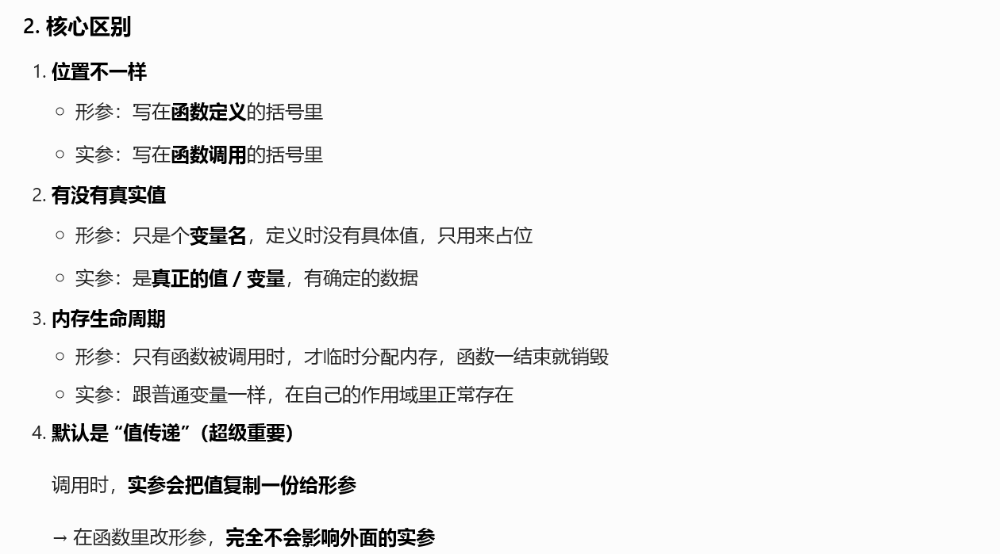 2. 核心区别
1. 位置不一样
○ 形参：写在函数定义的括号里
○ 实参：写在函数调用的括号里
2. 有没有真实值
○ 形参：只是个变量名，定义时没有具体值，只用来占位
○ 实参：是真正的值 / 变量，有确定的数据
3. 内存生命周期
○ 形参：只有函数被调用时，才临时分配内存，函数一结束就销毁
○ 实参：跟普通变量一样，在自己的作用域里正常存在
4. 默认是 “值传递”（超级重要）
调用时，实参会把值复制一份给形参
→ 在函数里改形参，完全不会影响外面的实参